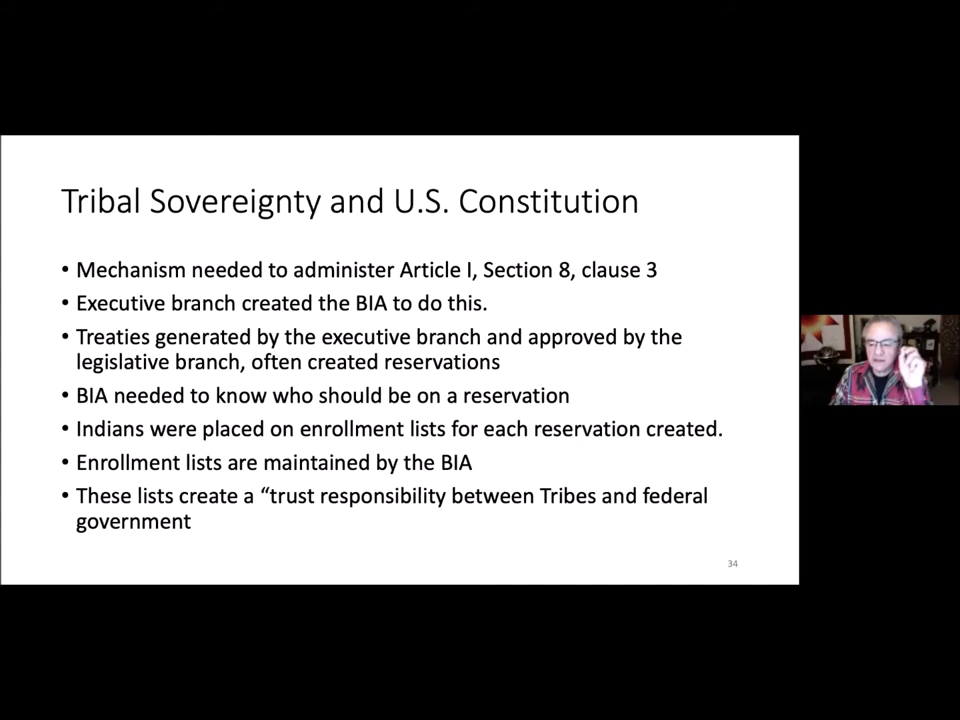 Tribal Sovereignty and U.S. Constitution
• Mechanism needed to administer Article I, Section 8, clause 3
• Executive branch created the BIA to do this.
• Treaties generated by the executive branch and approved by the
legislative branch, often created reservations
• BIA needed to know who should be on a reservation
• Indians were placed on enrollment lists for each reservation created.
• Enrollment lists are maintained by the BIA
• These lists create a “trust responsibility between Tribes and federal
government
34